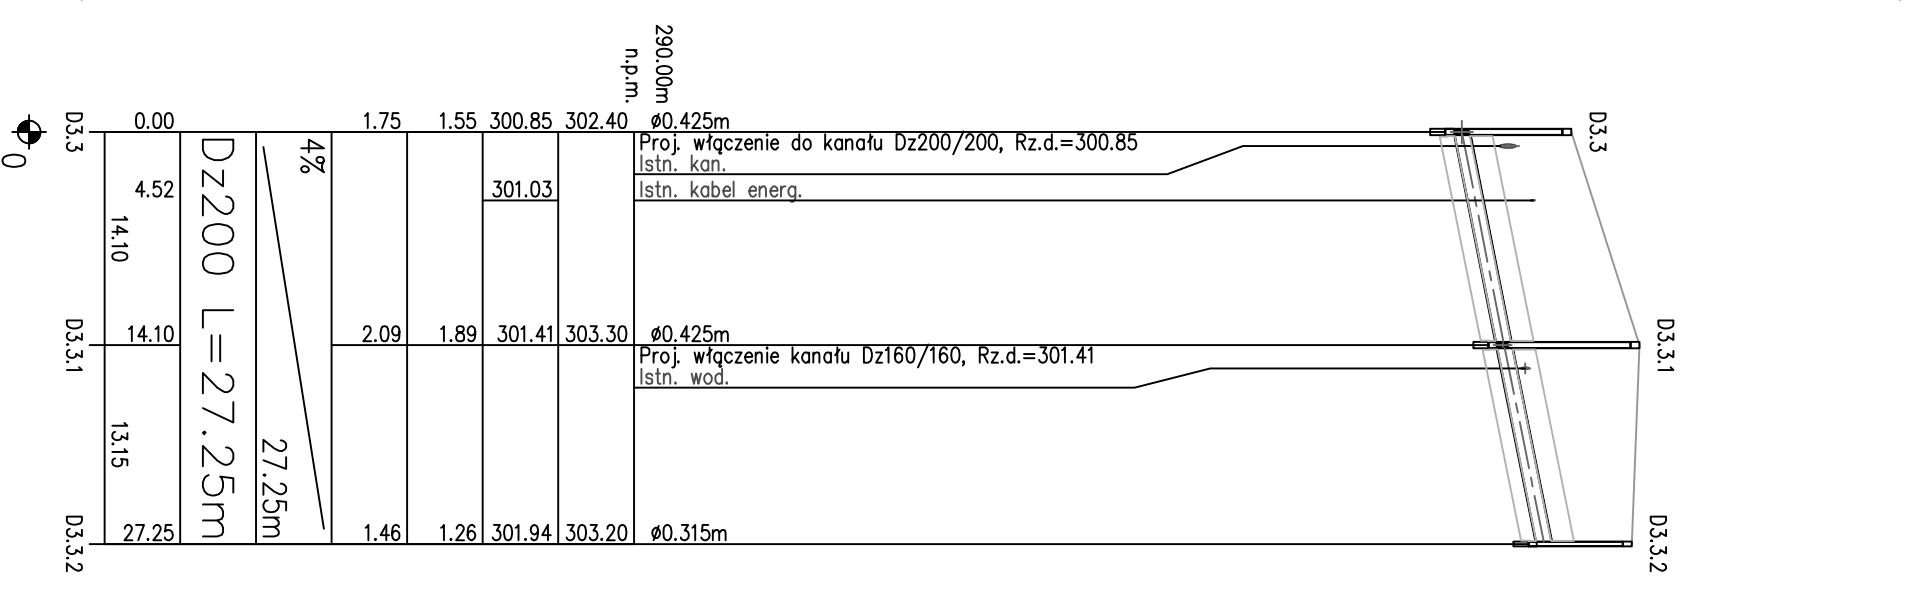 290.00m
n.p.m.
D3.3
0.00
1.75
1.55
300.85
302.40
ø0.425m
D3.3
Proj. włączenie do kanału Dz200/200, Rz.d.=300.85
Istn. kan.
4.52
301.03
Istn. kabel energ.
0
4%
Dz200 L=27.25m
27.25m
14.10
D3.3.1
14.10
2.09
1.89
301.41
303.30
ø0.425m
D3.3.1
Proj. włączenie kanału Dz160/160, Rz.d.=301.41
Istn. wod.
13.15
D3.3.2
27.25
1.46
1.26
301.94
303.20
ø0.315m
D3.3.2